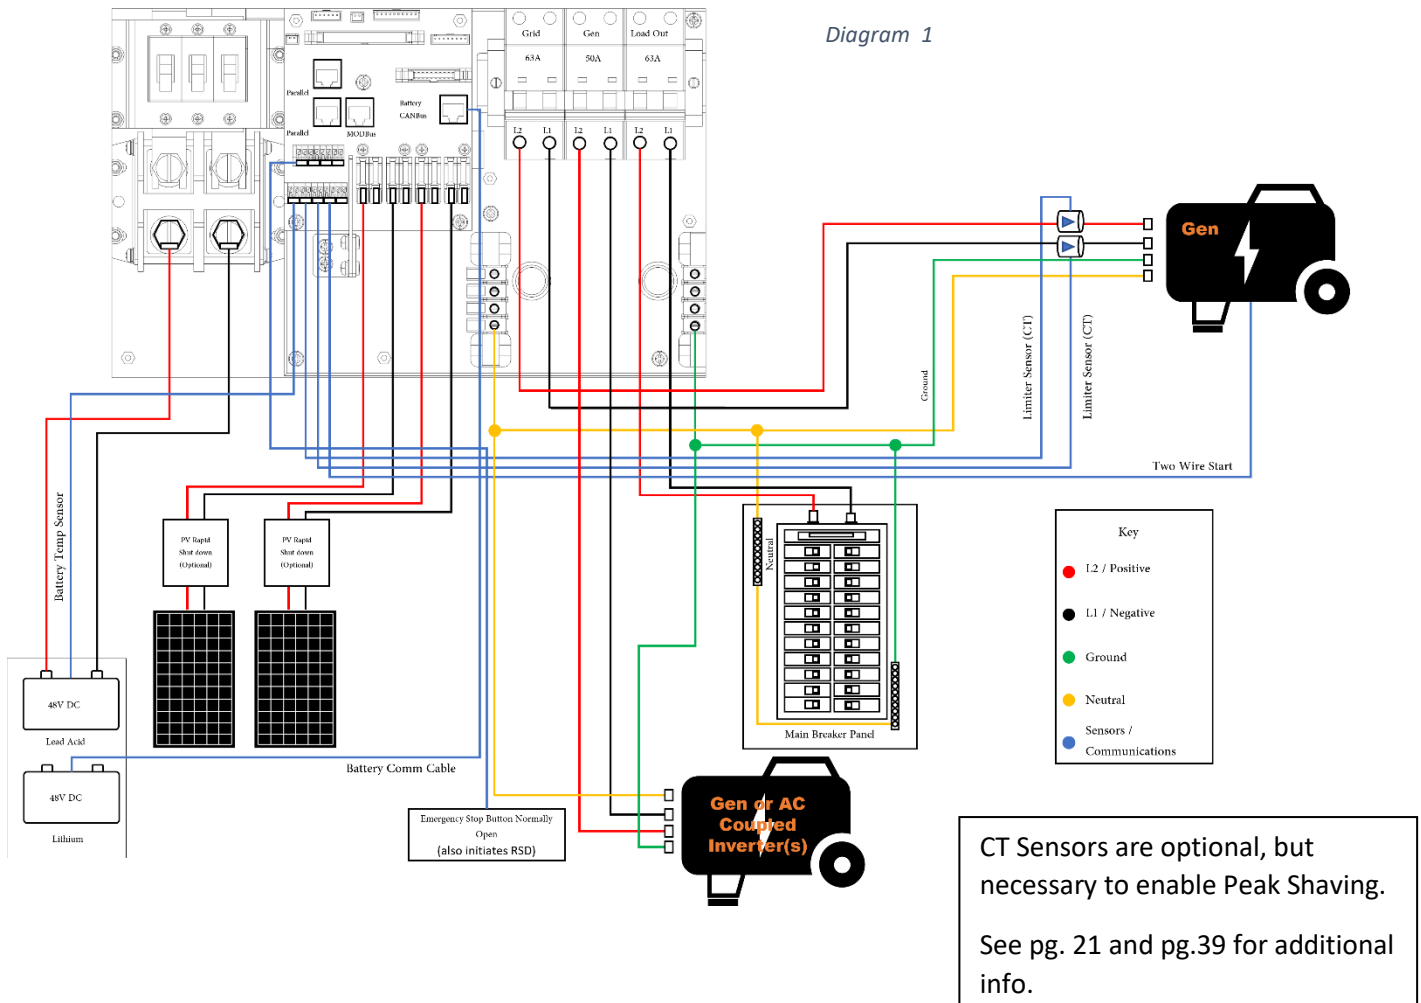 Diagram 1
Grid
Gen
Load Out
63A
50A
63A
Parallel
Battery
CANBus
Parallel
MODBus
L2
L1
L2
L1
L2
L1
Gen
Limiter Sensor (CT)
Limiter Sensor (CT)
Ground
Two Wire Start
Battery Temp Sensor
PV Rapid
Shut down
(Optional)
PV Rapid
Shut down
(Optional)
Neutral
Key
L2 / Positive
L1 / Negative
Ground
Neutral
Sensors /
Communications
48V DC
Lead Acid
Main Breaker Panel
Battery Comm Cable
48V DC
Lithium
Emergency Stop Button Normally
Open
(also initiates RSD)
Gen or AC
Coupled
Inverter(s)
CT Sensors are optional, but
necessary to enable Peak Shaving.
See pg. 21 and pg.39 for additional
info.